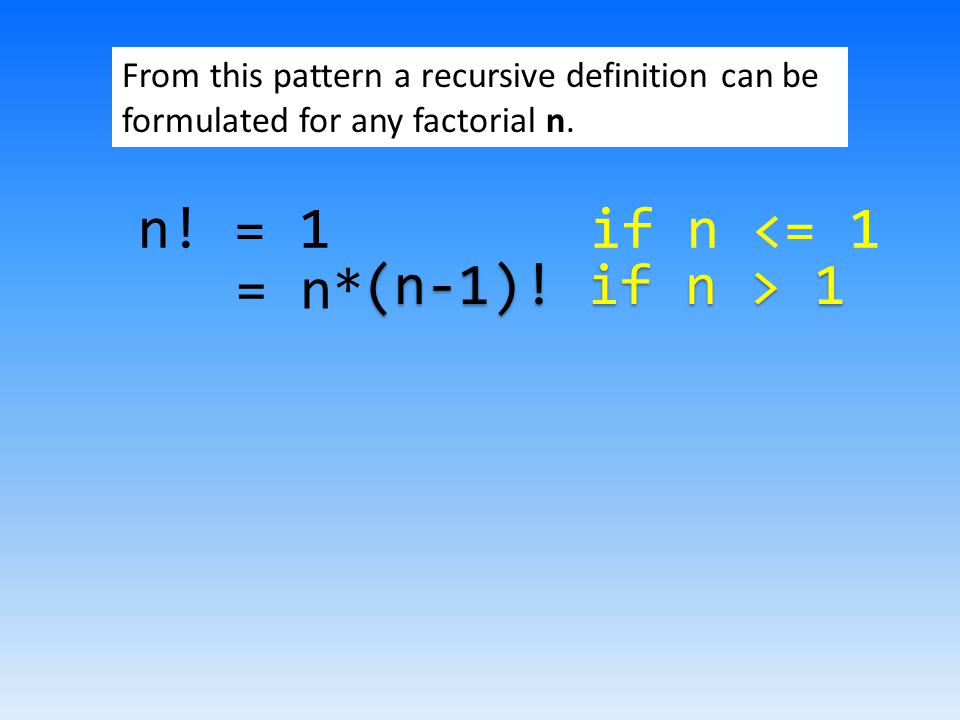 From this pattern a recursive definition can be
formulated for any factorial n.
n! = 1 if n <= 1
= n*(n-1)! if n > 1